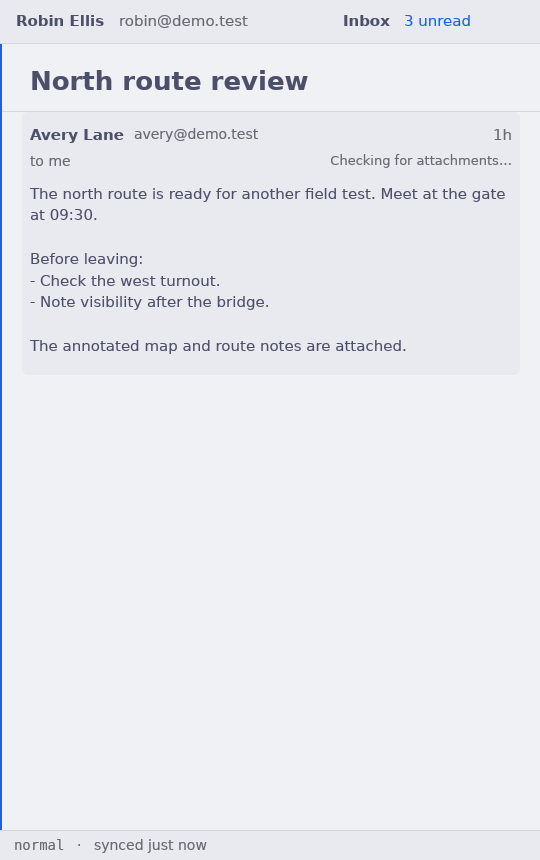 Robin Ellis robin@demo.test Inbox 3 unread
North route review
Avery Lane avery@demo.test 1h
to me Checking for attachments…
The north route is ready for another field test. Meet at the gate
at 09:30.
Before leaving:
- Check the west turnout.
- Note visibility after the bridge.
The annotated map and route notes are attached.
normal · synced just now